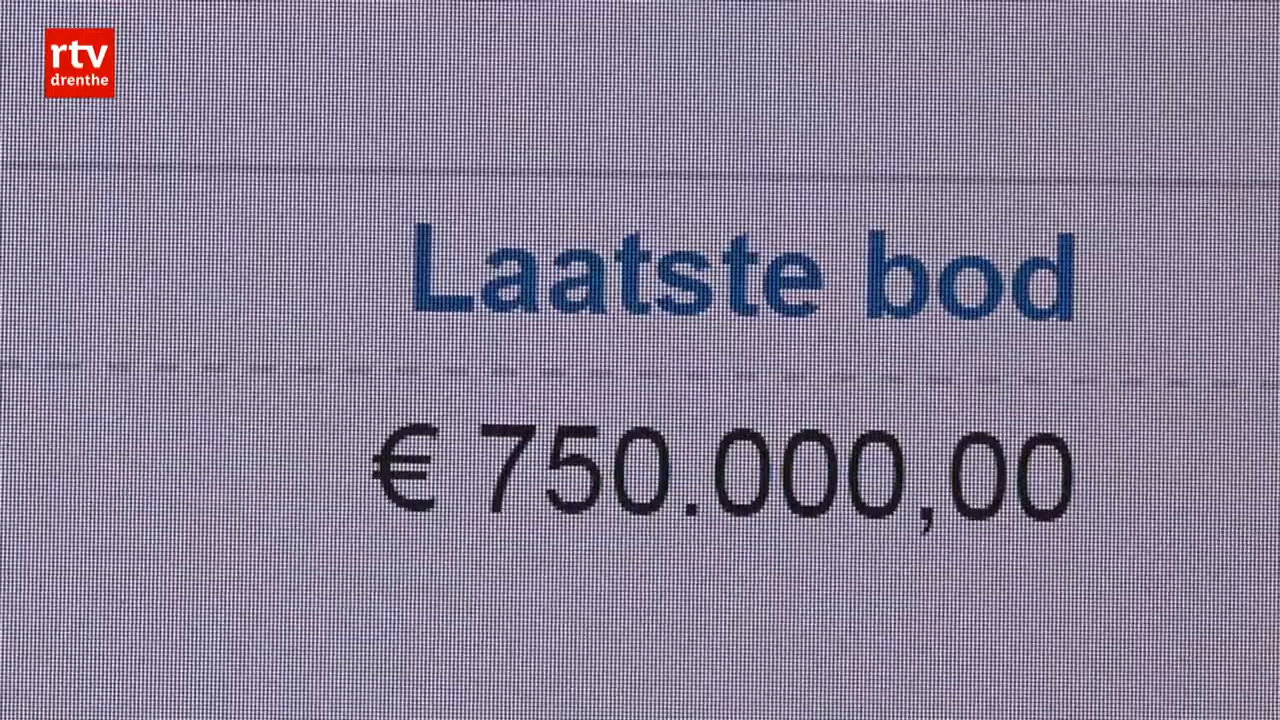 rtv
drenthe
Laatste bod
€ 750.000,00